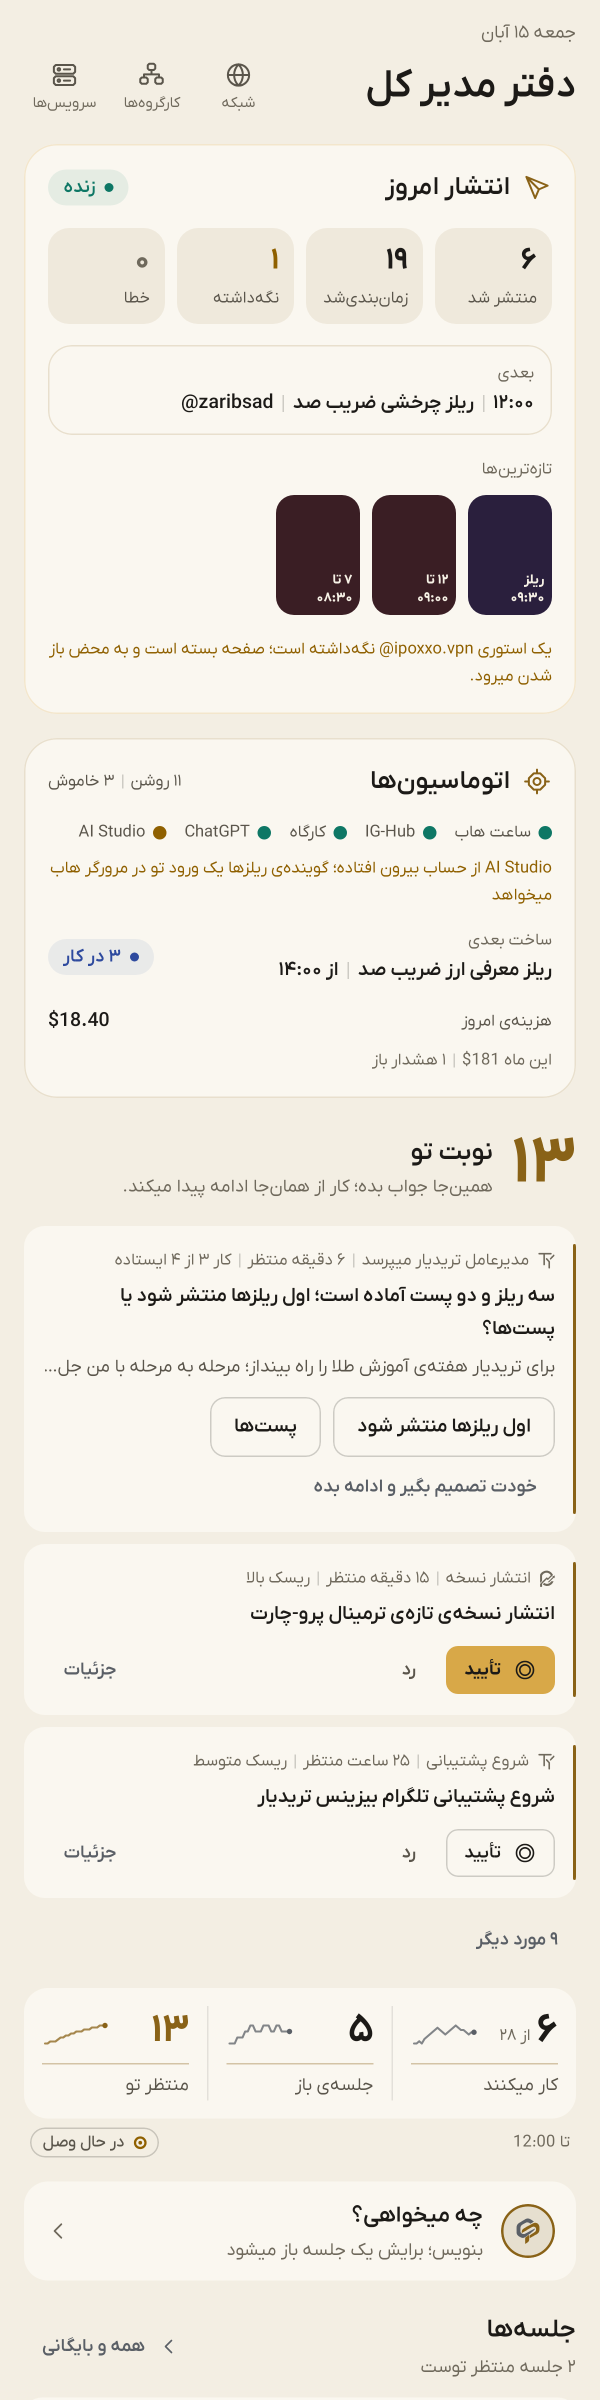 جمعه ۱۵ آبان
دفتر مدیر کل
شبکه
کارگروه‌ها
سرویس‌ها
انتشار امروز
زنده
۶
منتشر شد
۱۹
زمان‌بندی‌شد
۱
نگه‌داشته
۰
خطا
بعدی
۱۲:۰۰ | ریلز چرخشی ضریب صد | @zaribsad
تازه‌ترین‌ها
ریلز
۰۹:۳۰
۱۲ تا
۰۹:۰۰
۷ تا
۰۸:۳۰
یک استوری @ipoxxo.vpn نگه‌داشته است؛ صفحه بسته است و به محض باز
شدن میرود.
اتوماسیون‌ها
۱۱ روشن | ۳ خاموش
ساعت هاب
IG-Hub
کارگاه
ChatGPT
AI Studio
AI Studio از حساب بیرون افتاده؛ گوینده‌ی ریلزها یک ورود تو در مرورگر هاب
میخواهد
ساخت بعدی
ریلز معرفی ارز ضریب صد | از ۱۴:۰۰
۳ در کار
هزینه‌ی امروز
$18.40
این ماه $181 | ۱ هشدار باز
۱۳
نوبت تو
همین‌جا جواب بده؛ کار از همان‌جا ادامه پیدا میکند.
مدیرعامل تریدیار میپرسد | ۶ دقیقه منتظر | کار ۳ از ۴ ایستاده
سه ریلز و دو پست آماده است؛ اول ریلزها منتشر شود یا
پست‌ها؟
برای تریدیار هفته‌ی آموزش طلا را راه بینداز؛ مرحله به مرحله با من جل...
اول ریلزها منتشر شود
پست‌ها
خودت تصمیم بگیر و ادامه بده
انتشار نسخه | ۱۵ دقیقه منتظر | ریسک بالا
انتشار نسخه‌ی تازه‌ی ترمینال پرو-چارت
تأیید
رد
جزئیات
شروع پشتیبانی | ۲۵ ساعت منتظر | ریسک متوسط
شروع پشتیبانی تلگرام بیزینس تریدیار
تأیید
رد
جزئیات
۹ مورد دیگر
۶ از ۲۸
کار میکنند
۵
جلسه‌ی باز
۱۳
منتظر تو
تا 12:00
در حال وصل
چه میخواهی؟
بنویس؛ برایش یک جلسه باز میشود
جلسه‌ها
همه و بایگانی
۲ جلسه منتظر توست